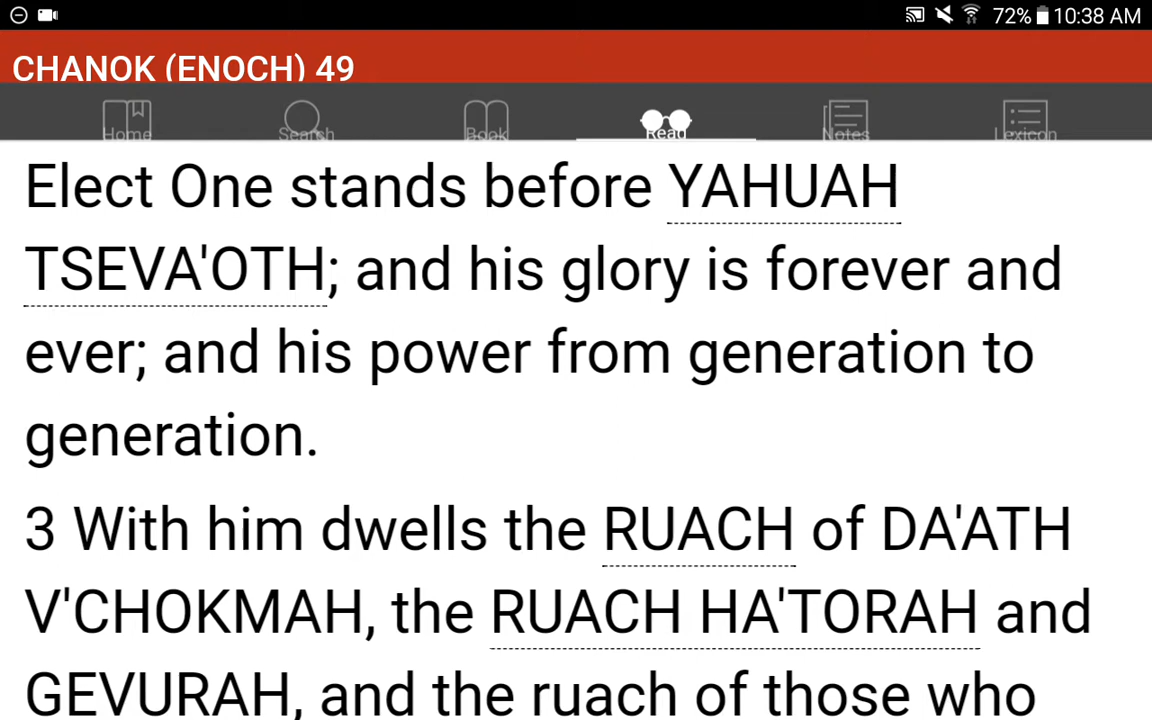 72% 10:38 AM
CHANOK (ENOCH) 49
Home Search Book Read Notes Lexicon
Elect One stands before YAHUAH
TSEVA'OTH; and his glory is forever and
ever; and his power from generation to
generation.
3 With him dwells the RUACH of DA'ATH
V'CHOKMAH, the RUACH HA'TORAH and
GEVURAH, and the ruach of those who